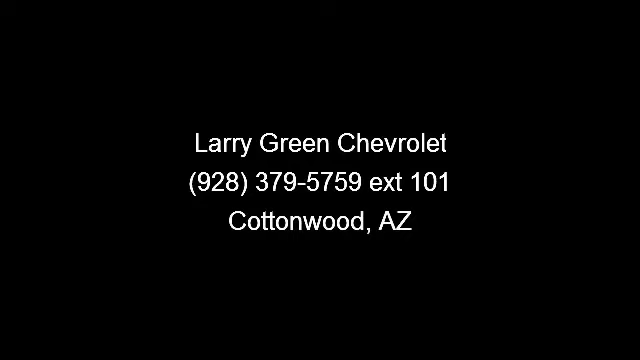 Larry Green Chevrolet
(928) 379-5759 ext 101
Cottonwood, AZ